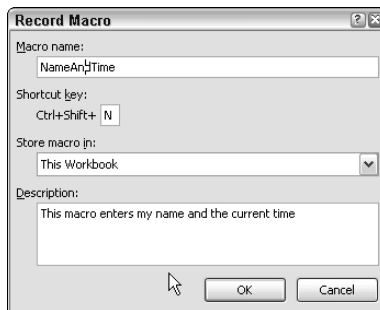 Record Macro
Macro name:
NameAndTime
Shortcut key:
Ctrl+Shift+ N
Store macro in:
This Workbook
Description:
This macro enters my name and the current time
OK Cancel